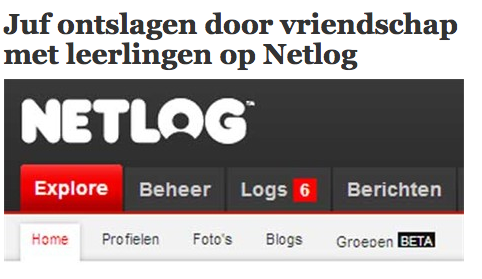 Juf ontslagen door vriendschap
met leerlingen op Netlog
NETLOG™
Explore Beheer Logs 6 Berichten
Home Profielen Foto's Blogs Groepen BETA